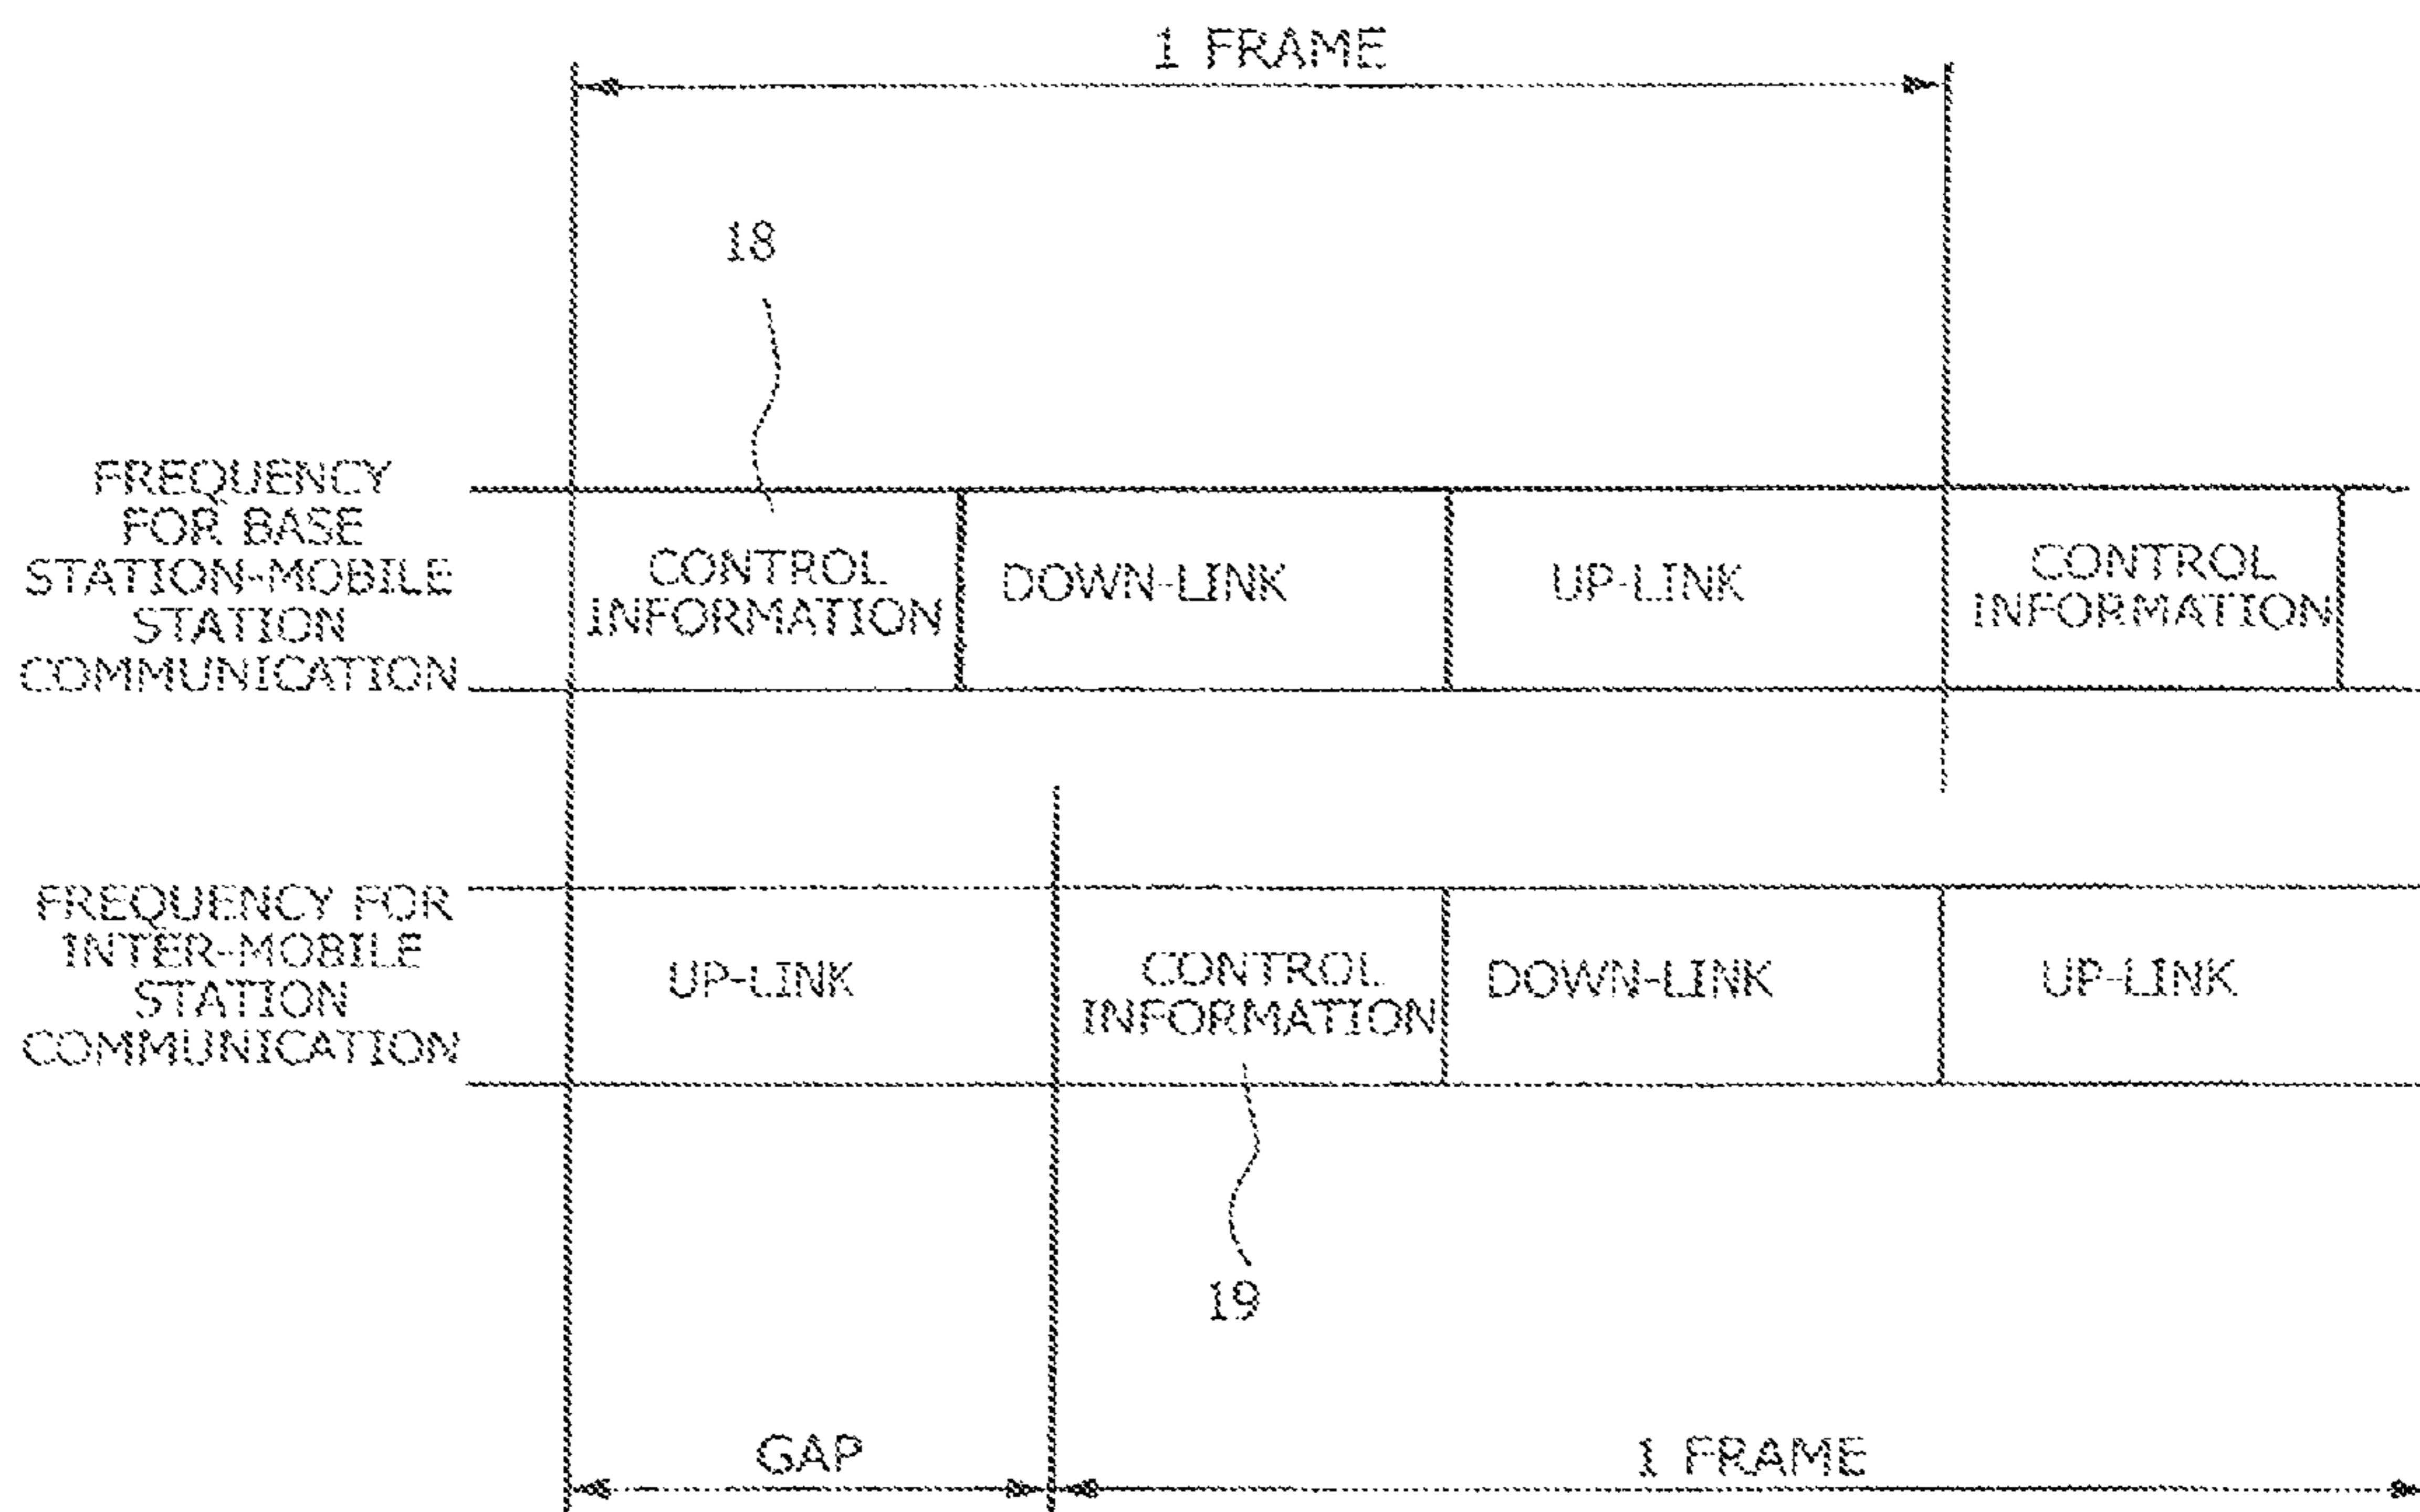 1 FRAME
18
FREQUENCY
FOR BASE
STATION-MOBILE
STATION
COMMUNICATION
CONTROL
INFORMATION
DOWN-LINK
UP-LINK
CONTROL
INFORMATION
FREQUENCY FOR
INTER-MOBILE
STATION
COMMUNICATION
UP-LINK
CONTROL
INFORMATION
DOWN-LINK
UP-LINK
19
GAP
1 FRAME